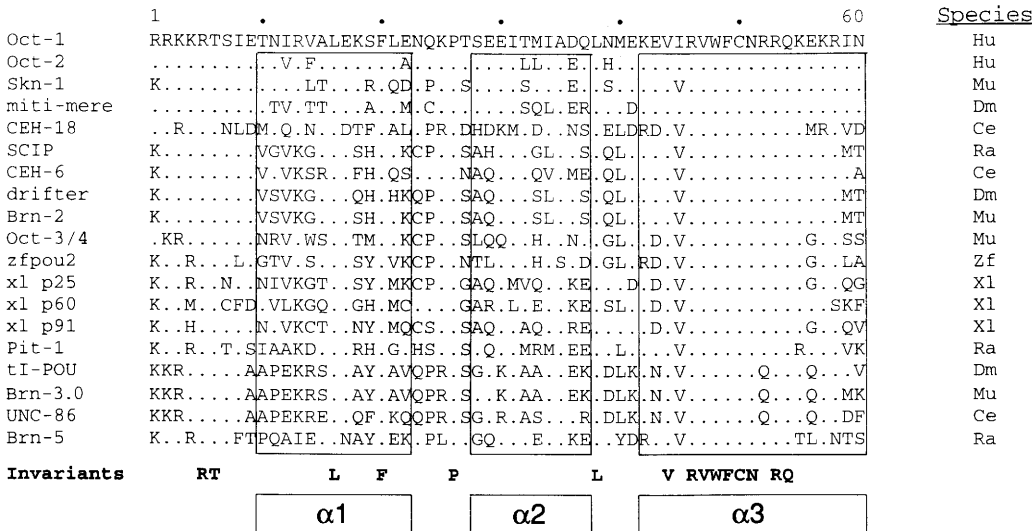 1 . . . . . 60 Species
Oct-1 RRKKRTSIETNIRVALEKSFLENQKPTSEEITMIADQLNMEKEVIRVWFCNRRQKEKRIN Hu
Oct-2 ...........V.F.......A.........LL..E..H..................... Hu
Skn-1 K............LT...R.QD.P..S....S...E..S.....V............... Mu
miti-mere ..........TV.TT...A..M.C.......SQL.ER...D................... Dm
CEH-18 ..R...NLDM.Q.N..DTF.AL.PR.DHDKM.D..NS.ELDRD.V..........MR.VD Ce
SCIP K........VGVKG...SH..KCP..SAH...GL..S.QL....V.............MT Ra
CEH-6 K........V.VKSR..FH.QS....NAQ...QV.ME.QL....V..............A Ce
drifter K........VSVKG...QH.HKQP..SAQ...SL..S.QL....V.............MT Dm
Brn-2 K........VSVKG...SH..KCP..SAQ...SL..S.QL....V.............MT Mu
Oct-3/4 .KR......NRV.WS..TM..KCP..SLQQ..H..N..GL..D.V..........G..SS Mu
zfpou2 K..R...L.GTV.S...SY.VKCP..NTL...H.S.D.GL.RD.V..........G..LA Zf
xl p25 K..R..N..NIVKGT..SY.MKCP..GAQ.MVQ..KE...D.D.V..........G..QG Xl
xl p60 K..M..CFD.VLKGQ..GH.MC....GAR.L.E..KE.SL..D.V............SKF Xl
xl p91 K..H.....N.VKCT..NY.MQCS..SAQ..AQ..RE.....D.V..........G..QV Xl
Pit-1 K..R..T.SIAAKD...RH.G.HS..S.Q..MRM.EE..L....V.........R...VK Ra
tI-POU KKR.....AAPEKRS..AY.AVQPR.SG.K.AA..EK.DLK.N.V......Q...Q...V Dm
Brn-3.0 KKR.....AAPEKRS..AY.AVQPR.S..K.AA..EK.DLK.N.V......Q...Q..MK Mu
UNC-86 KKR.....AAPEKRE..QF.KQQPR.SG.R.AS...R.DLK.N.V......Q...Q..DF Ce
Brn-5 K..R...FTPQAIE..NAY.EK.PL..GQ...E..KE..YDR..V.........TL.NTS Ra
Invariants RT L F P L V RVWFCN RQ
α1 α2 α3